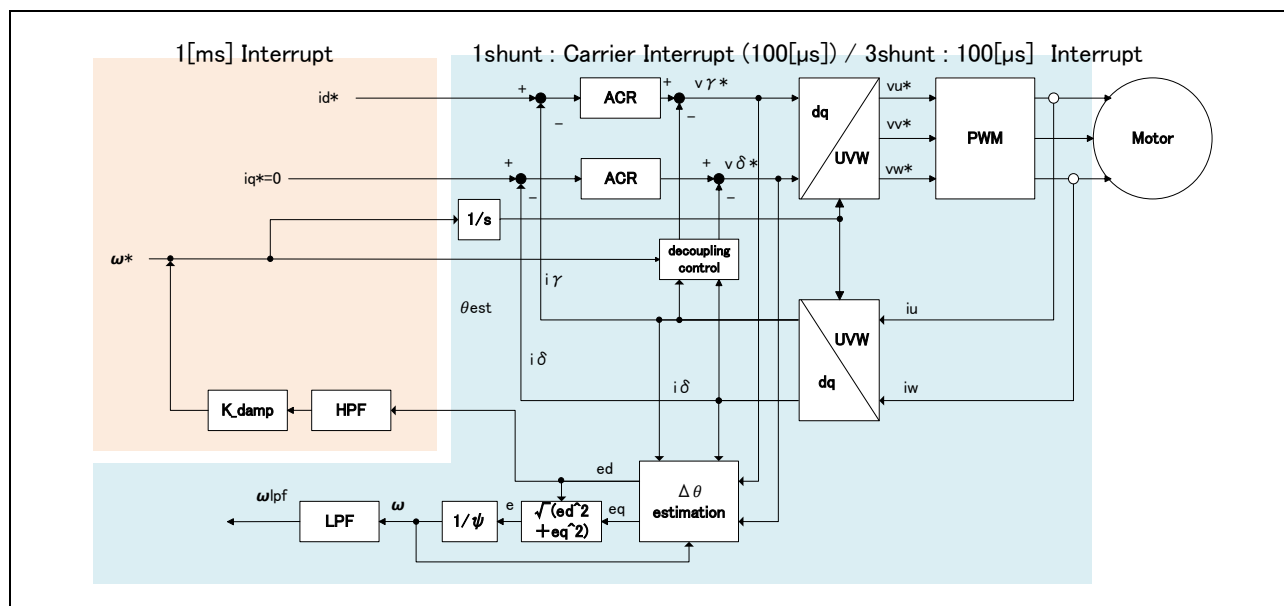 1[ms] Interrupt
1shunt : Carrier Interrupt (100[μs]) / 3shunt : 100[μs] Interrupt
id*
+
−
ACR
+
−
vγ*
dq
UVW
vu*
vv*
vw*
PWM
Motor
iq*=0
+
−
ACR
+
−
vδ*
1/s
ω*
decoupling
control
iγ
θest
iδ
iδ
UVW
dq
iu
iw
K_damp
HPF
ed
Δθ
estimation
ωlpf
LPF
ω
1/ψ
e
√(ed^2
+eq^2)
eq